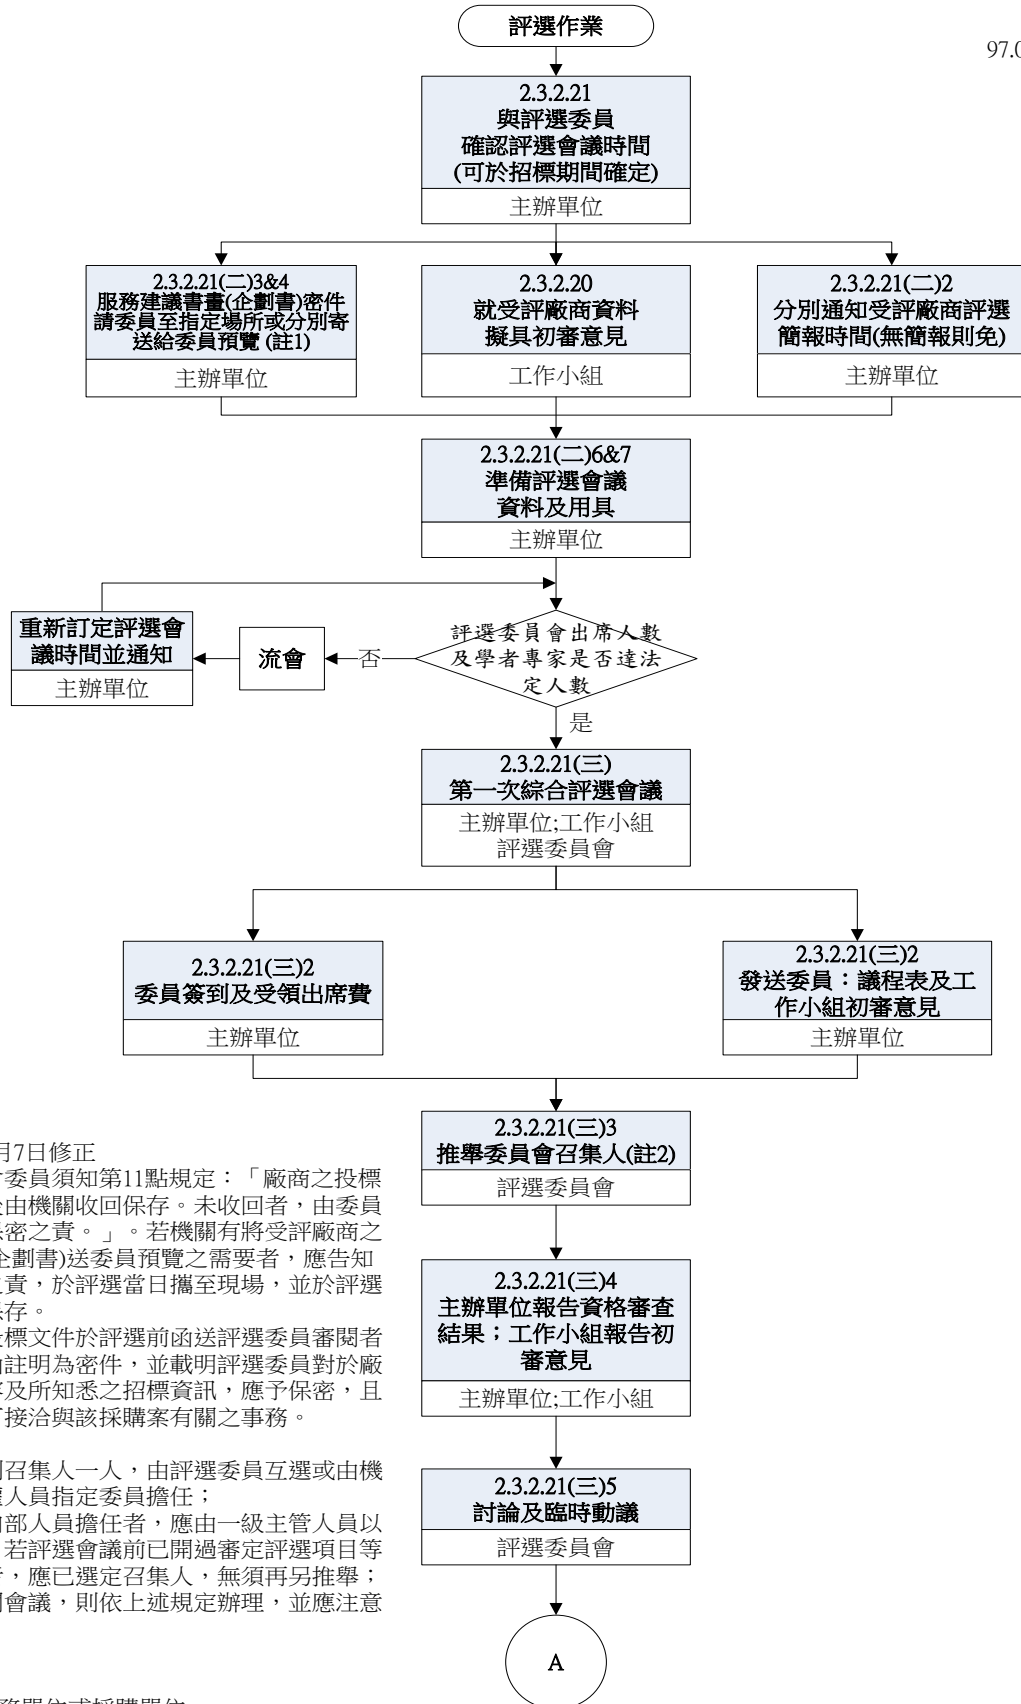 評選作業
97.0
2.3.2.21
與評選委員
確認評選會議時間
(可於招標期間確定)
主辦單位
2.3.2.21(二)3&4
服務建議書畫(企劃書)密件
請委員至指定場所或分別寄
送給委員預覽 (註1)
主辦單位
2.3.2.20
就受評廠商資料
擬具初審意見
工作小組
2.3.2.21(二)2
分別通知受評廠商評選
簡報時間(無簡報則免)
主辦單位
2.3.2.21(二)6&7
準備評選會議
資料及用具
主辦單位
重新訂定評選會
議時間並通知
主辦單位
流會
否
評選委員會出席人數
及學者專家是否達法
定人數
是
2.3.2.21(三)
第一次綜合評選會議
主辦單位;工作小組
評選委員會
2.3.2.21(三)2
委員簽到及受領出席費
主辦單位
2.3.2.21(三)2
發送委員：議程表及工
作小組初審意見
主辦單位
2.3.2.21(三)3
推舉委員會召集人(註2)
評選委員會
2.3.2.21(三)4
主辦單位報告資格審查
結果；工作小組報告初
審意見
主辦單位;工作小組
2.3.2.21(三)5
討論及臨時動議
評選委員會
A
月7日修正
委員須知第11點規定：「廠商之投標
後由機關收回保存。未收回者，由委員
保密之責。」。若機關有將受評廠商之
企劃書)送委員預覽之需要者，應告知
之責，於評選當日攜至現場，並於評選
保存。
投標文件於評選前函送評選委員審閱者
註明為密件，並載明評選委員對於廠
及所知悉之招標資訊，應予保密，且
可接洽與該採購案有關之事務。
召集人一人，由評選委員互選或由機
權人員指定委員擔任；
內部人員擔任者，應由一級主管人員以
若評選會議前已開過審定評選項目等
，應已選定召集人，無須再另推舉；
會議，則依上述規定辦理，並應注意